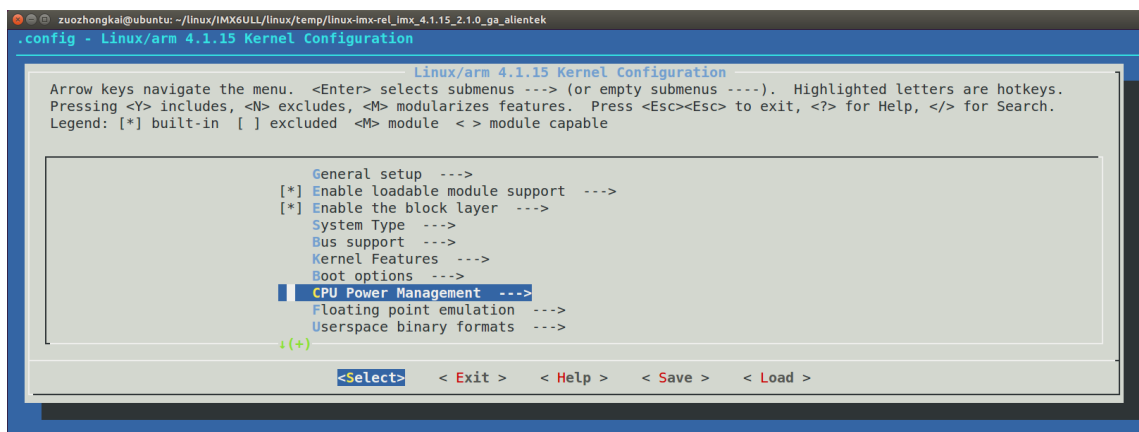 zuozhongkai@ubuntu: ~/linux/IMX6ULL/linux/temp/linux-imx-rel_imx_4.1.15_2.1.0_ga_alientek
.config - Linux/arm 4.1.15 Kernel Configuration
Linux/arm 4.1.15 Kernel Configuration
Arrow keys navigate the menu.  <Enter> selects submenus ---> (or empty submenus ----).  Highlighted letters are hotkeys.
Pressing <Y> includes, <N> excludes, <M> modularizes features.  Press <Esc><Esc> to exit, <?> for Help, </> for Search.
Legend: [*] built-in  [ ] excluded  <M> module  < > module capable
General setup  --->
[*] Enable loadable module support  --->
[*] Enable the block layer  --->
System Type  --->
Bus support  --->
Kernel Features  --->
Boot options  --->
CPU Power Management  --->
Floating point emulation  --->
Userspace binary formats  --->
↓(+)
<Select>    < Exit >    < Help >    < Save >    < Load >